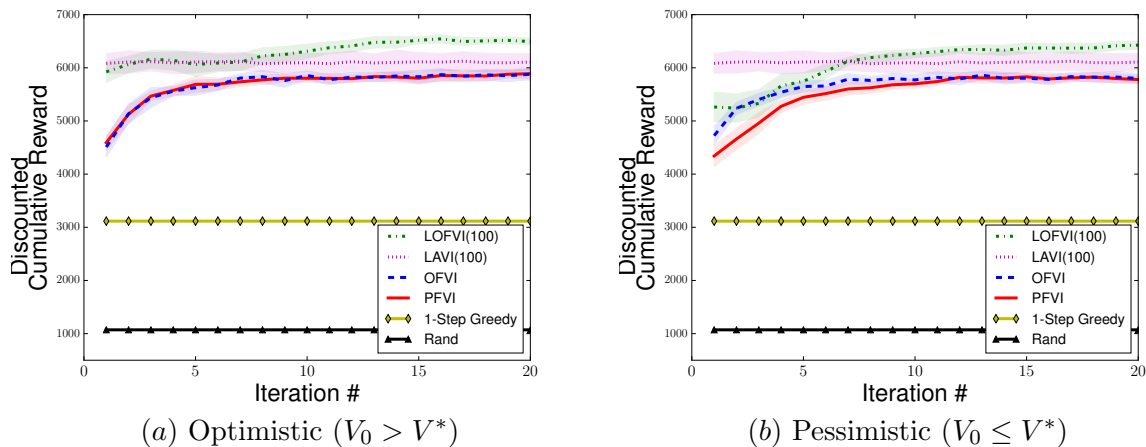 7000
6000
5000
4000
3000
2000
1000
0 5 10 15 20
Discounted
Cumulative Reward
Iteration #
LOFVI(100)
LAVI(100)
OFVI
PFVI
1-Step Greedy
Rand
(a) Optimistic (V₀ > V*)
7000
6000
5000
4000
3000
2000
1000
0 5 10 15 20
Discounted
Cumulative Reward
Iteration #
LOFVI(100)
LAVI(100)
OFVI
PFVI
1-Step Greedy
Rand
(b) Pessimistic (V₀ ≤ V*)